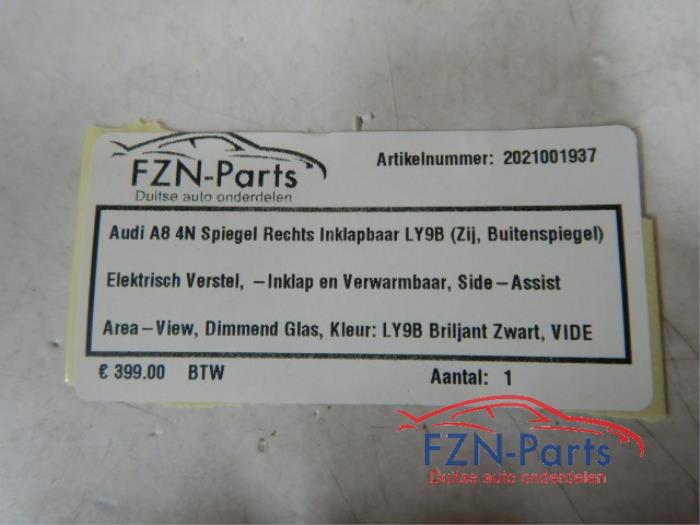 FZN-Parts
Duitse auto onderdelen
Artikelnummer: 2021001937
Audi A8 4N Spiegel Rechts Inklapbaar LY9B (Zij, Buitenspiegel)
Elektrisch Verstel, -Inklap en Verwarmbaar, Side-Assist
Area-View, Dimmend Glas, Kleur: LY9B Briljant Zwart, VIDE
€ 399.00 BTW
Aantal: 1
FZN-Parts
Duitse auto onderdelen